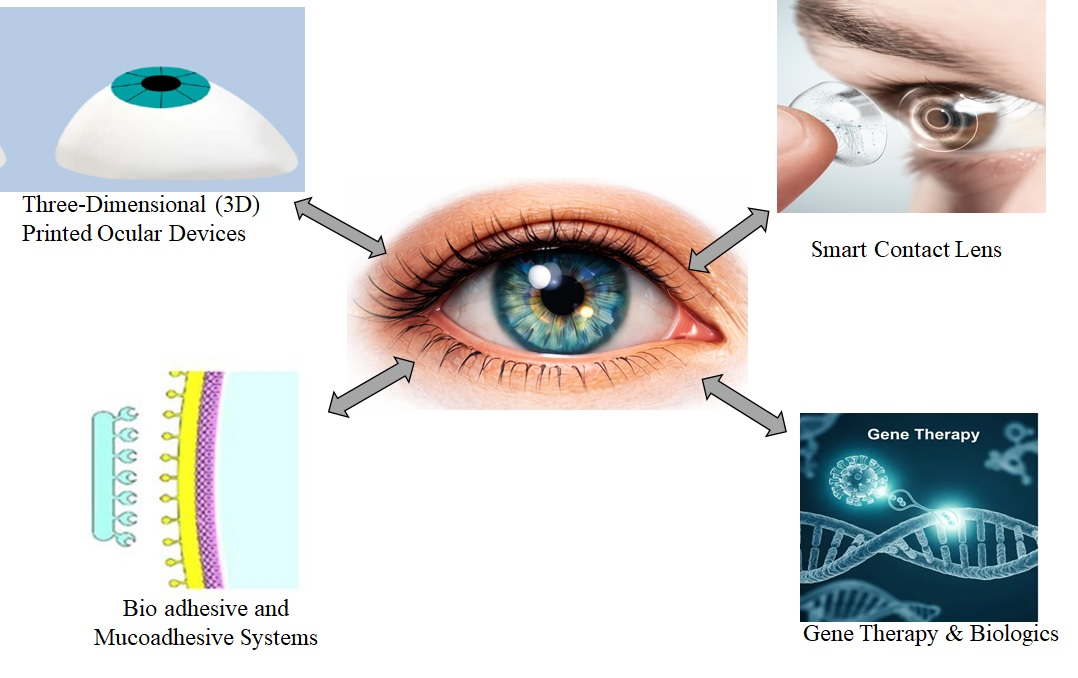 Three-Dimensional (3D)
Printed Ocular Devices
Smart Contact Lens
Bio adhesive and
Mucoadhesive Systems
Gene Therapy
Gene Therapy & Biologics